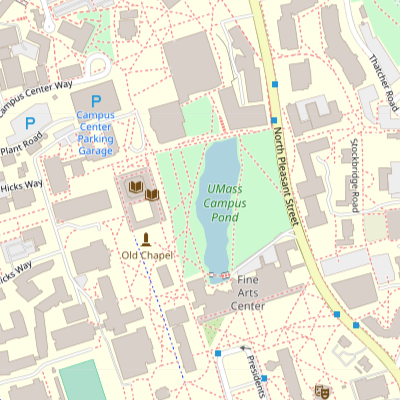 Campus Center Way
P
P
Campus
Center
Parking
Garage
Plant Road
Hicks Way
Hicks Way
Old Chapel
UMass
Campus
Pond
Fine
Arts
Center
North Pleasant Street
Thatcher Road
Stockbridge Road
Presidents